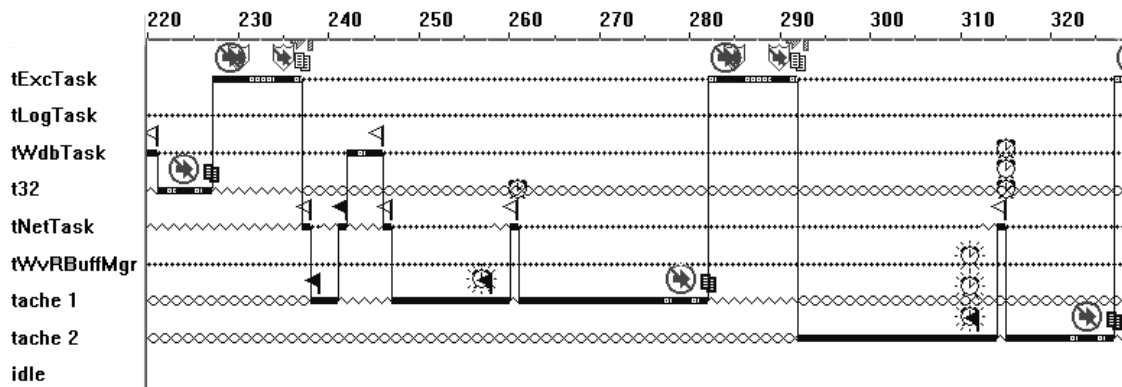 220 230 240 250 260 270 280 290 300 310 320
tExcTask
tLogTask
tWdbTask
t32
tNetTask
tWvRBuffMgr
tache 1
tache 2
idle